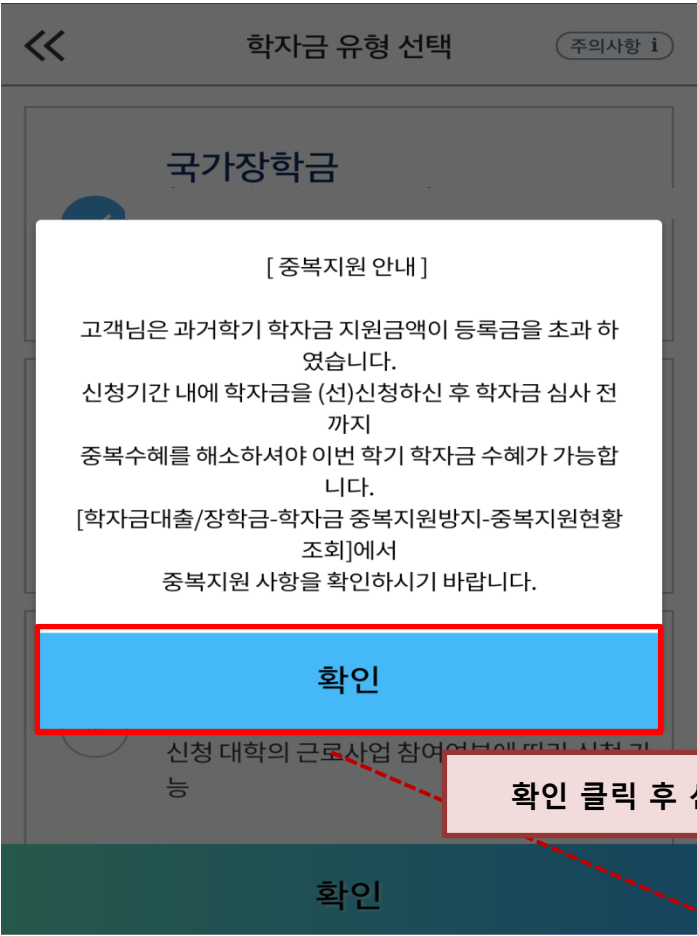 학자금 유형 선택
주의사항 i
국가장학금
[ 중복지원 안내 ]
고객님은 과거학기 학자금 지원금액이 등록금을 초과 하
였습니다.
신청기간 내에 학자금을 (선)신청하신 후 학자금 심사 전
까지
중복수혜를 해소하셔야 이번 학기 학자금 수혜가 가능합
니다.
[학자금대출/장학금-학자금 중복지원방지-중복지원현황
조회]에서
중복지원 사항을 확인하시기 바랍니다.
확인
신청 대학의 근로사업 참여여부에 따라 신청 가
능
확인 클릭 후
확인